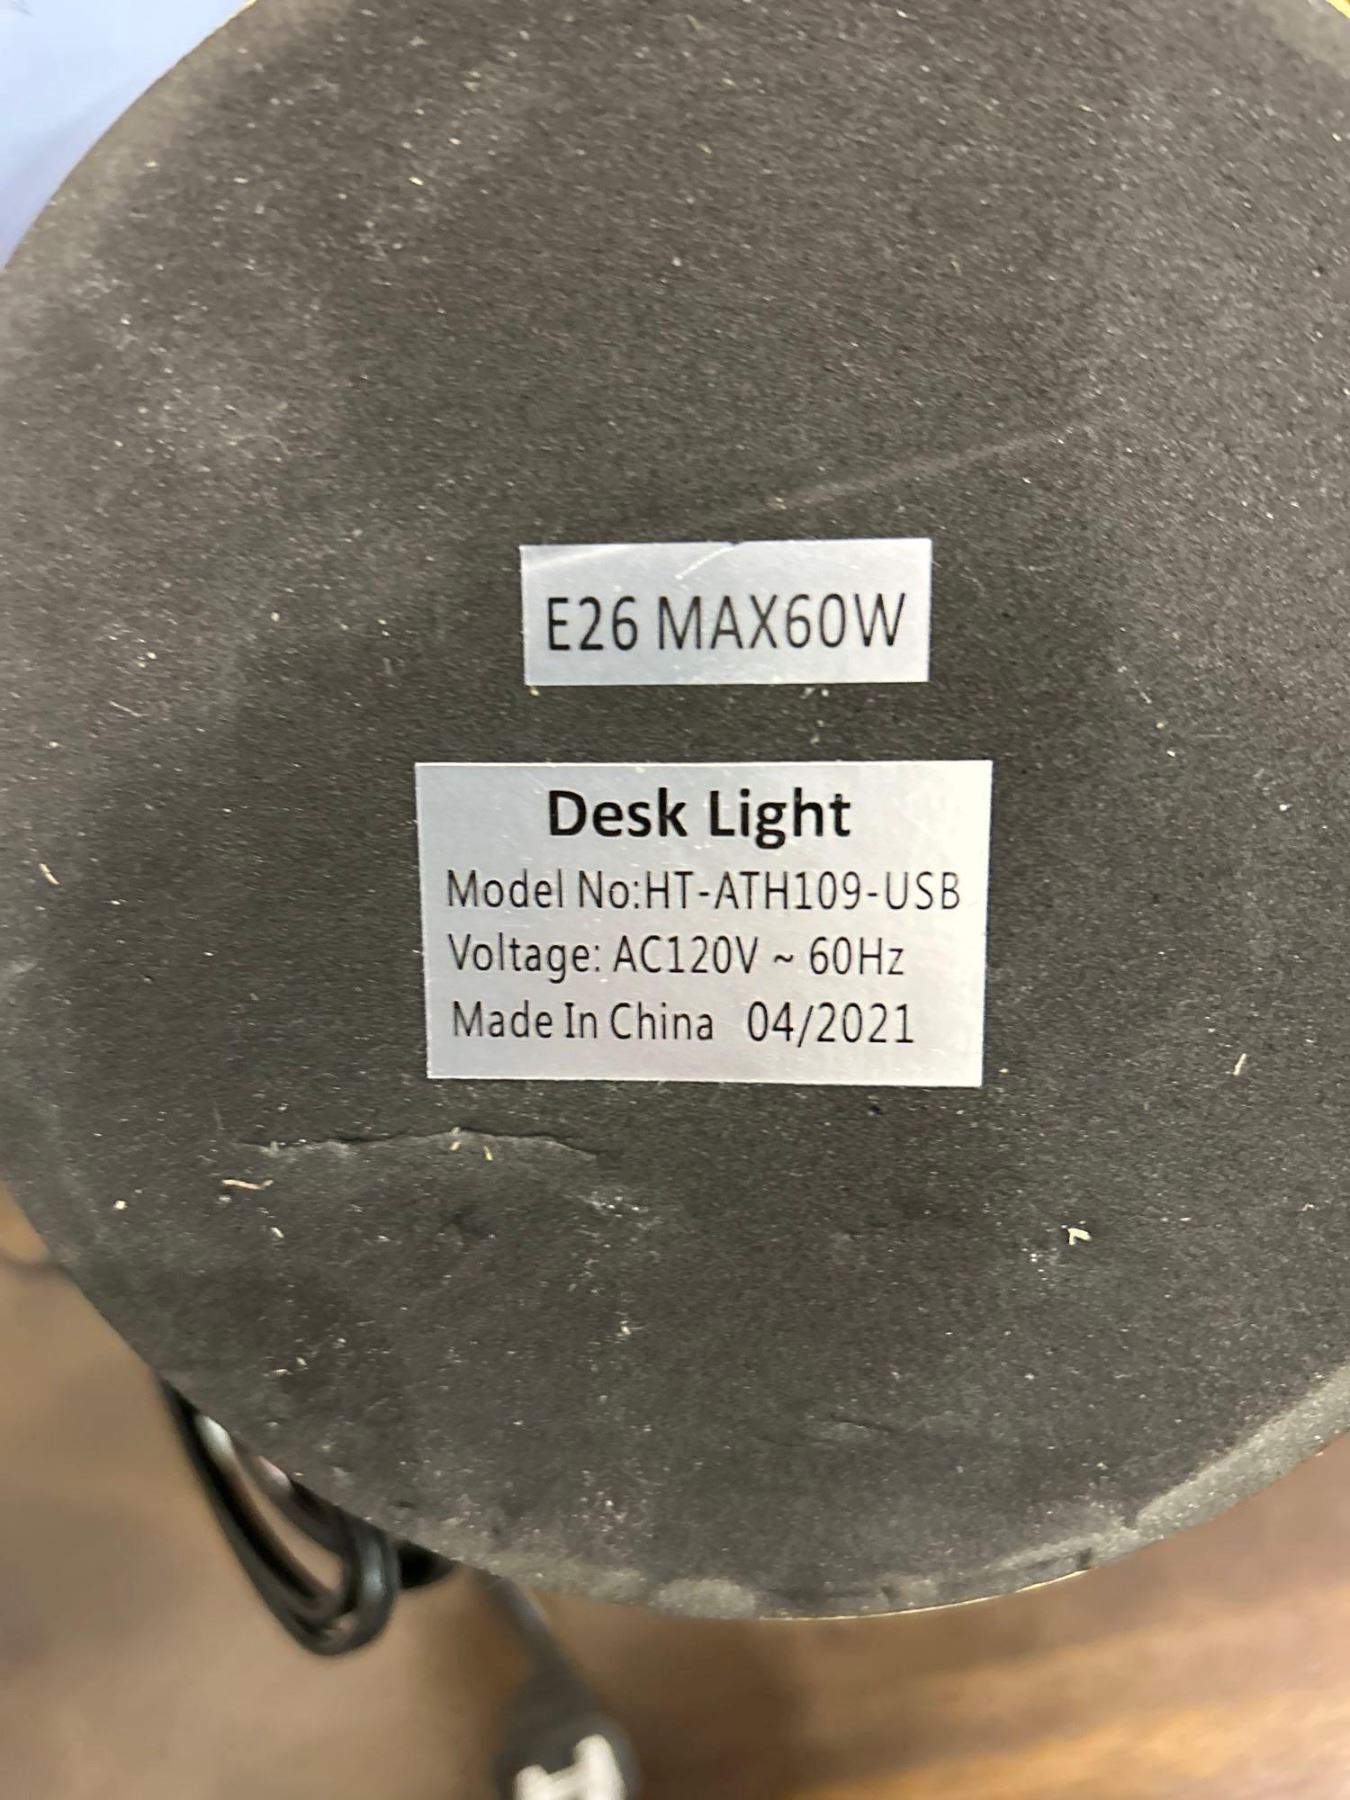 E26 MAX60W
Desk Light
Model No:HT-ATH109-USB
Voltage: AC120V ~ 60Hz
Made In China 04/2021